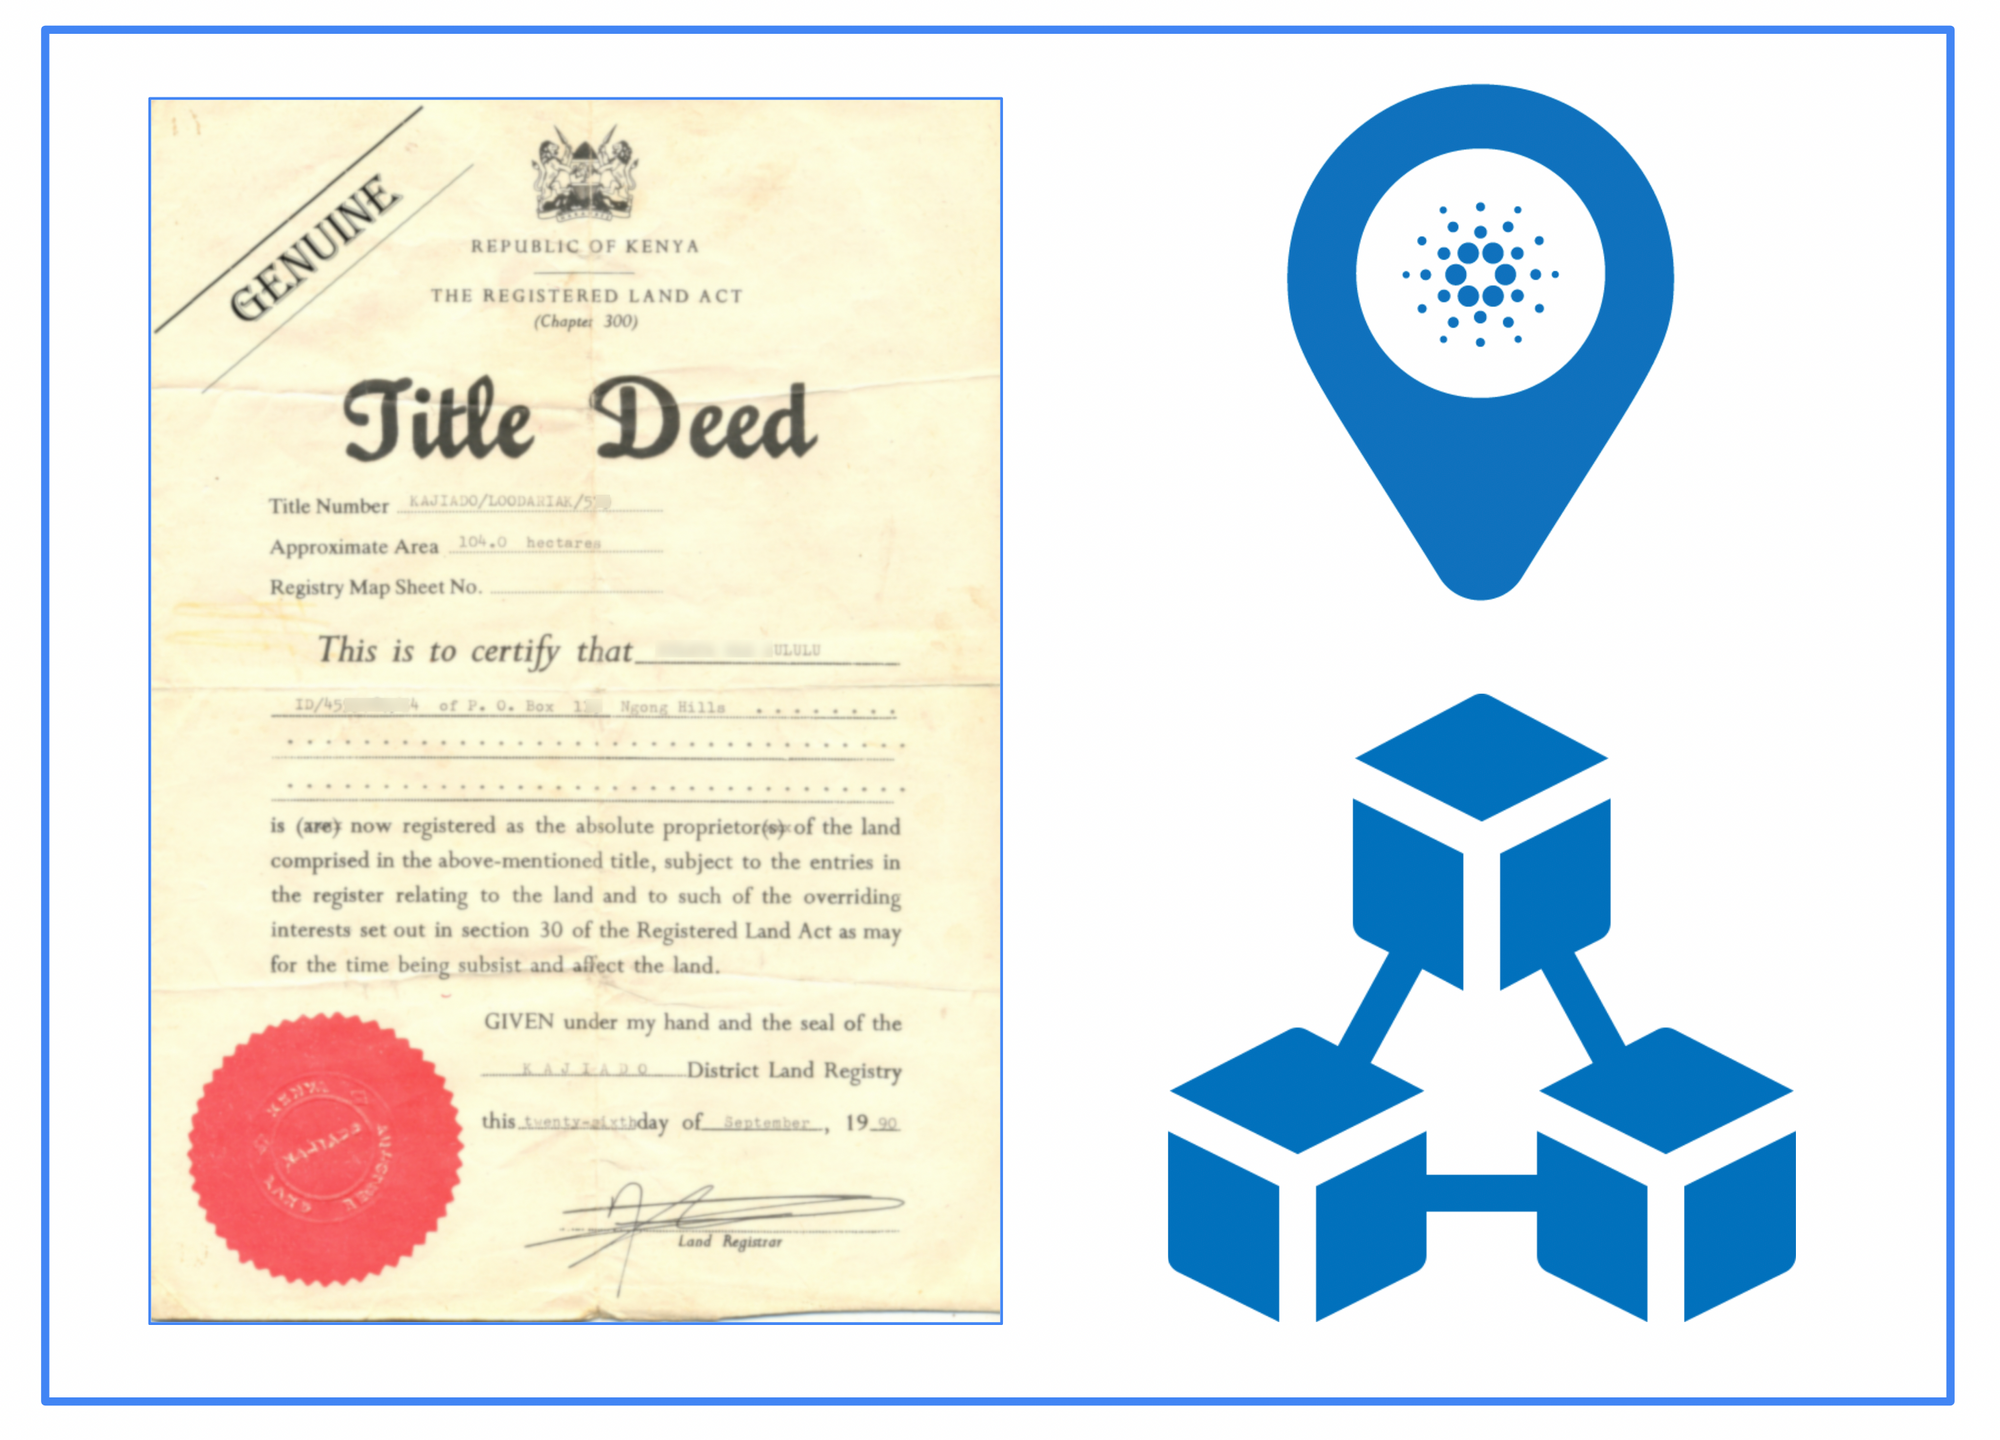 GENUINE
REPUBLIC OF KENYA
THE REGISTERED LAND ACT
(Chapter 300)
Title Deed
Title Number KAJIADO/LOODARIAK/5
Approximate Area 104.0 hectares
Registry Map Sheet No.
This is to certify that ULULU
ID/45 4 of P. O. Box 1 Ngong Hills
is (are) now registered as the absolute proprietor(s) of the land
comprised in the above-mentioned title, subject to the entries in
the register relating to the land and to such of the overriding
interests set out in section 30 of the Registered Land Act as may
for the time being subsist and affect the land.
GIVEN under my hand and the seal of the
KAJIADO District Land Registry
this twenty-sixth day of September, 19 90
Land Registrar